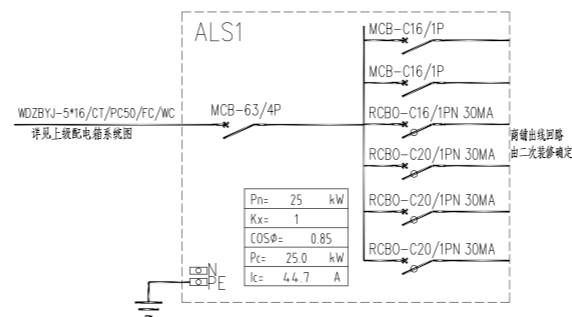 ALS1
MCB-C16/1P
MCB-C16/1P
WDZBYJ-5*16/CT/PC50/FC/WC
详见上级配电箱系统图
MCB-63/4P
RCBO-C16/1PN 30MA
商铺出线回路
由二次装修确定
RCBO-C20/1PN 30MA
RCBO-C20/1PN 30MA
RCBO-C20/1PN 30MA
Pn= 25 kW
Kx= 1
COSΦ= 0.85
Pc= 25.0 kW
Ic= 44.7 A
N
PE